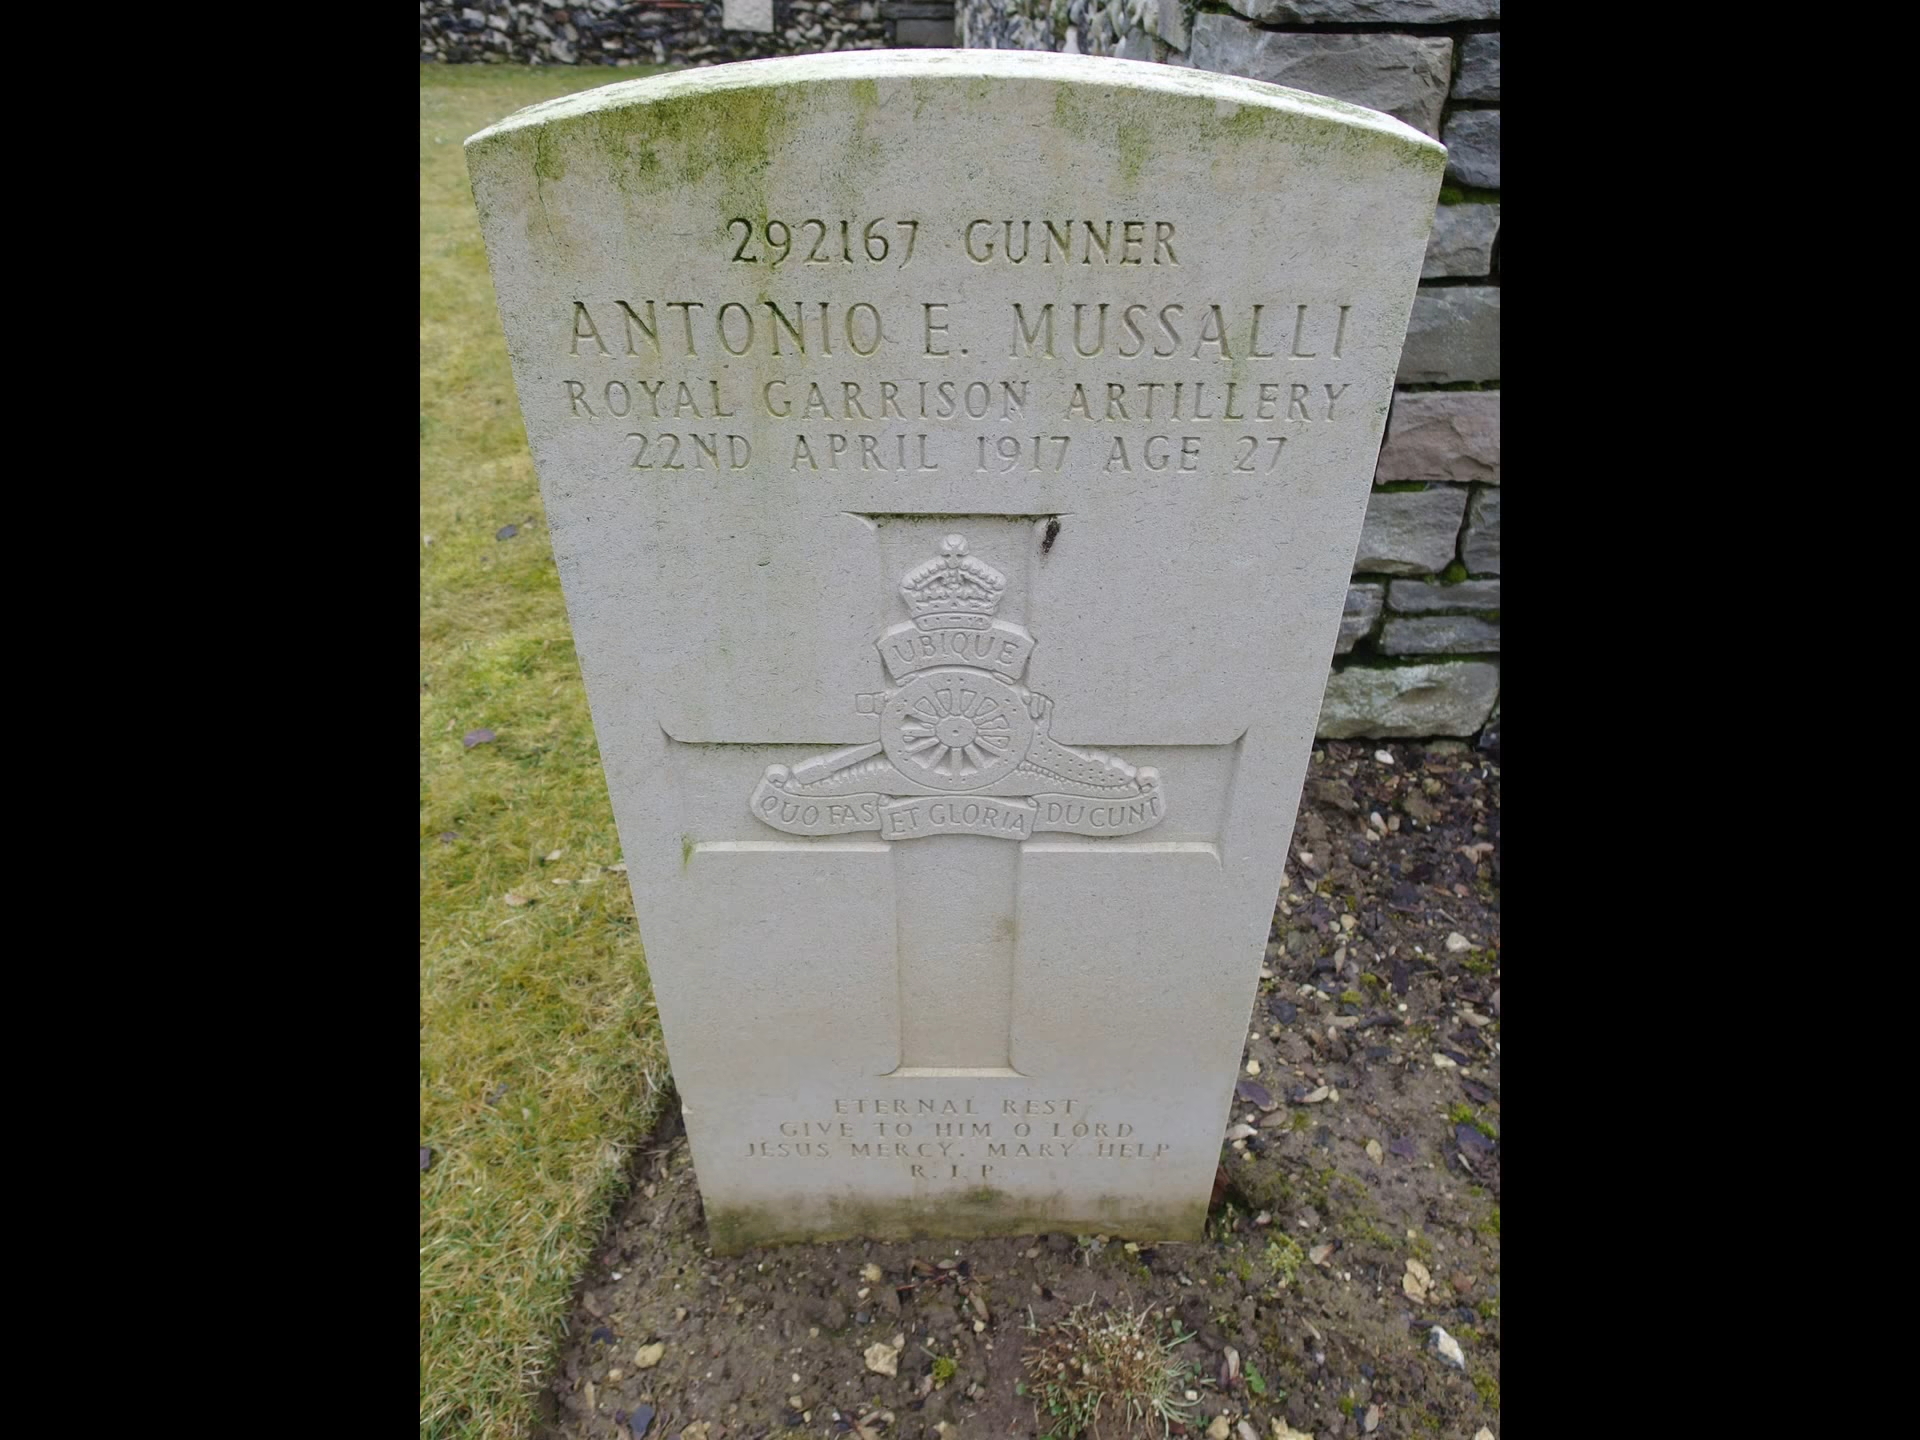 292167 GUNNER
ANTONIO E. MUSSALLI
ROYAL GARRISON ARTILLERY
22ND APRIL 1917 AGE 27
UBIQUE
QUO FAS ET GLORIA DUCUNT
ETERNAL REST
GIVE TO HIM O LORD
JESUS MERCY. MARY HELP
R. I. P.